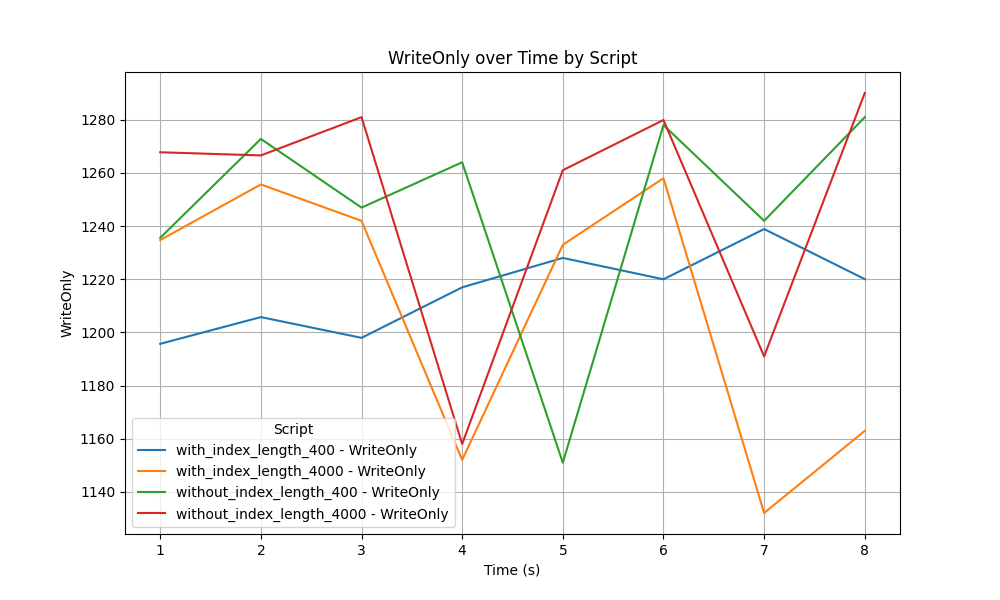 WriteOnly over Time by Script
WriteOnly
1280
1260
1240
1220
1200
1180
1160
1140
Script
with_index_length_400 - WriteOnly
with_index_length_4000 - WriteOnly
without_index_length_400 - WriteOnly
without_index_length_4000 - WriteOnly
1 2 3 4 5 6 7 8
Time (s)